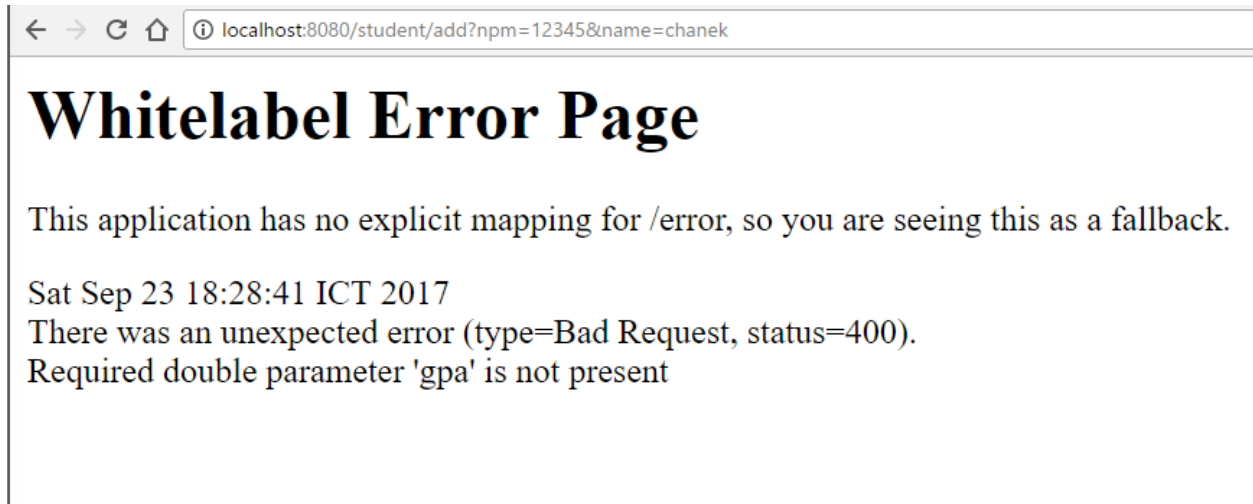 localhost:8080/student/add?npm=12345&name=chanek
Whitelabel Error Page
This application has no explicit mapping for /error, so you are seeing this as a fallback.
Sat Sep 23 18:28:41 ICT 2017
There was an unexpected error (type=Bad Request, status=400).
Required double parameter 'gpa' is not present